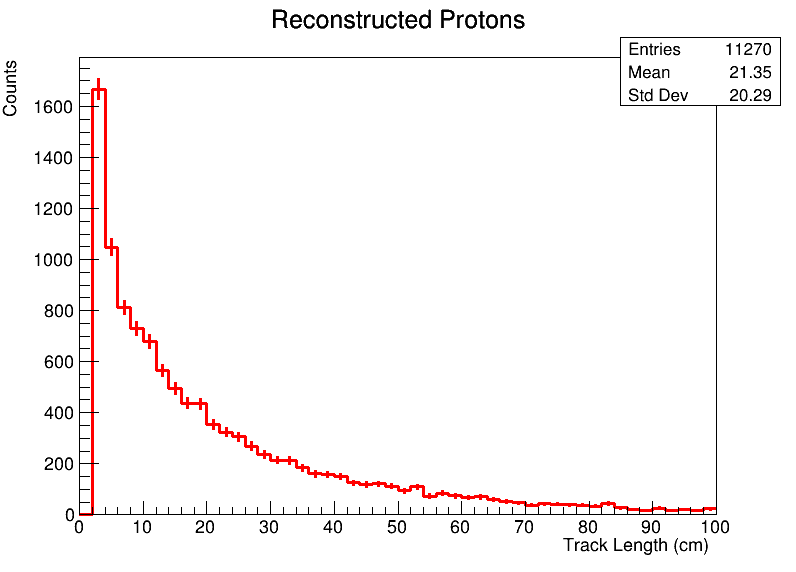 Reconstructed Protons
Entries 11270
Mean 21.35
Std Dev 20.29
Counts
1600
1400
1200
1000
800
600
400
200
0
0 10 20 30 40 50 60 70 80 90 100
Track Length (cm)